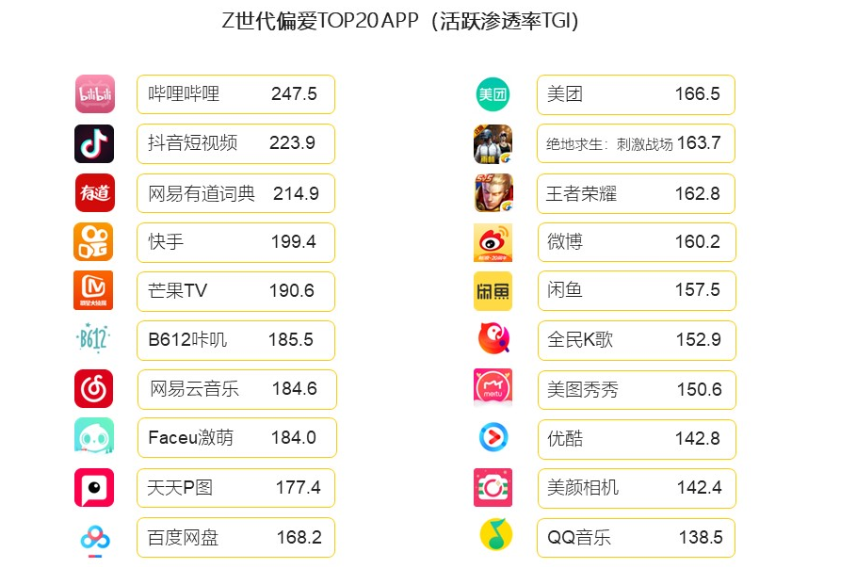 Z世代偏爱TOP20 APP（活跃渗透率TGI）
bilibili
哔哩哔哩 247.5
抖音短视频 223.9
有道
网易有道词典 214.9
快手 199.4
芒果TV 190.6
B612
B612咔叽 185.5
网易云音乐 184.6
Faceu激萌 184.0
天天P图 177.4
百度网盘 168.2
美团
美团 166.5
绝地求生：刺激战场 163.7
王者荣耀 162.8
微博 160.2
闲鱼
闲鱼 157.5
全民K歌 152.9
meitu
美图秀秀 150.6
优酷 142.8
美颜相机 142.4
QQ音乐 138.5